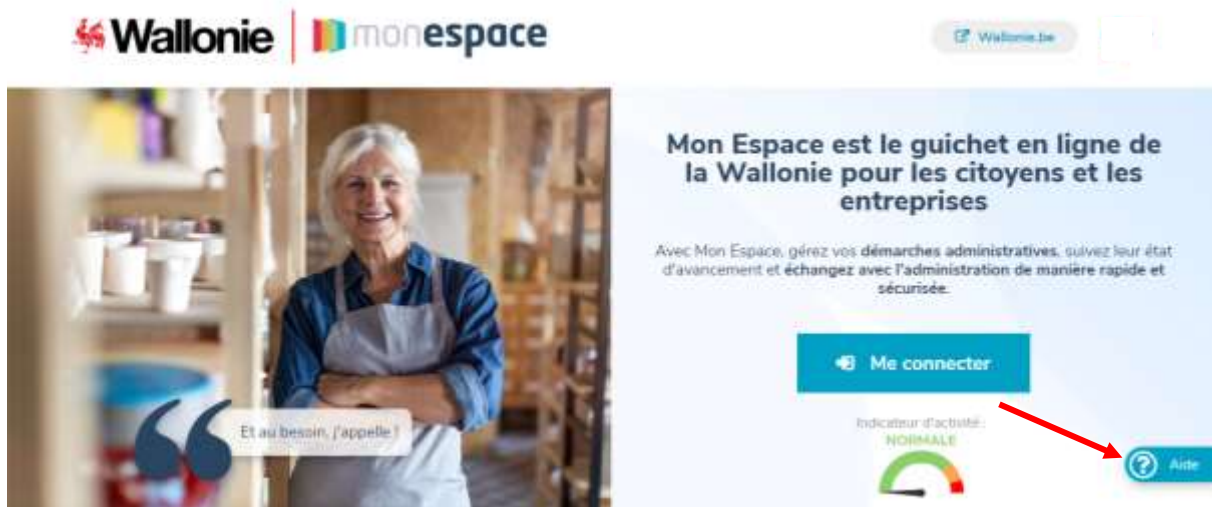 Wallonie monespace
Wallonie.be
Mon Espace est le guichet en ligne de
la Wallonie pour les citoyens et les
entreprises
Avec Mon Espace, gérez vos démarches administratives, suivez leur état
d'avancement et échangez avec l'administration de manière rapide et
sécurisée.
Me connecter
Et au besoin, j'appelle !
Indicateur d'activité :
NORMALE
? Aide